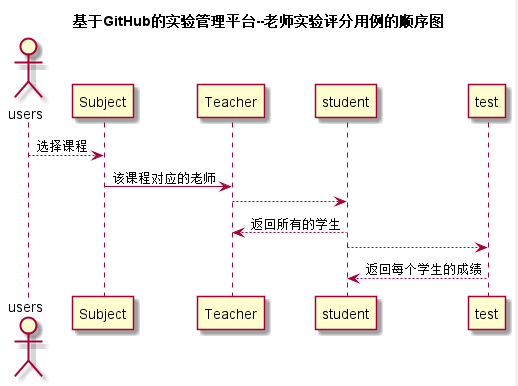 基于GitHub的实验管理平台--老师实验评分用例的顺序图
users
Subject
Teacher
student
test
选择课程
该课程对应的老师
返回所有的学生
返回每个学生的成绩
users
Subject
Teacher
student
test